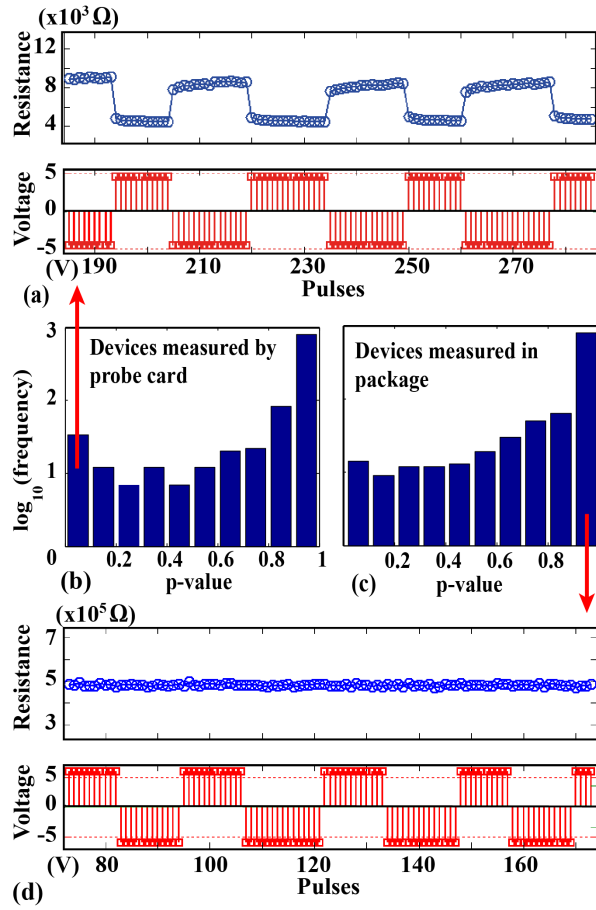 (x10³ Ω)
12
8
4
Resistance
5
0
-5
Voltage
(V)
190 210 230 250 270
Pulses
(a)
3
2
1
0
log₁₀(frequency)
Devices measured by
probe card
0.2 0.4 0.6 0.8 1
p-value
(b)
Devices measured in
package
0.2 0.4 0.6 0.8
p-value
(c)
(x10⁵ Ω)
7
5
3
Resistance
5
0
-5
Voltage
(V)
80 100 121 140 160
Pulses
(d)